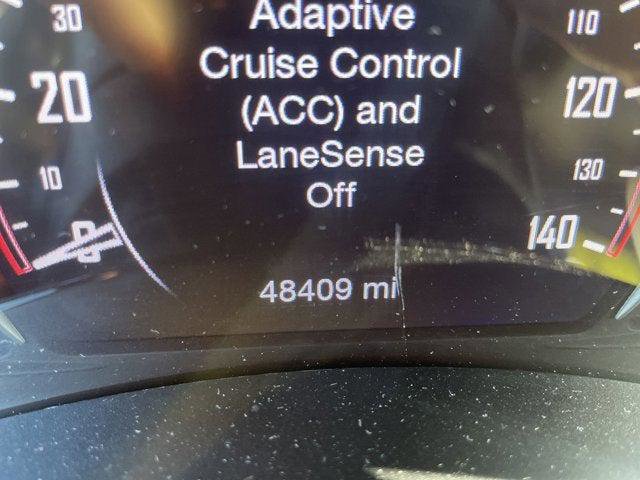 Adaptive
Cruise Control
(ACC) and
LaneSense
Off
30
20
10
0
110
120
130
140
48409 mi